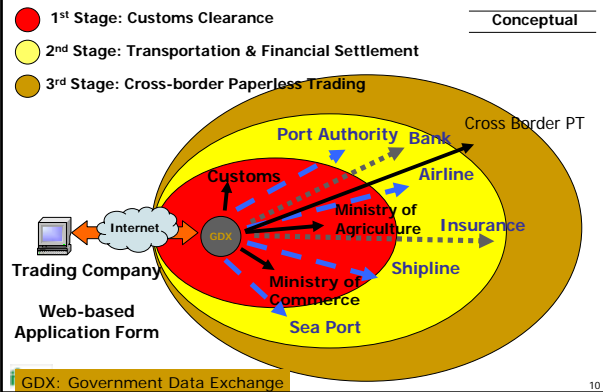 1st Stage: Customs Clearance
Conceptual
2nd Stage: Transportation & Financial Settlement
3rd Stage: Cross-border Paperless Trading
Cross Border PT
Port Authority
Bank
Airline
Customs
Ministry of
Agriculture
Insurance
Internet
GDX
Trading Company
Shipline
Ministry of
Commerce
Web-based
Application Form
Sea Port
GDX: Government Data Exchange
10